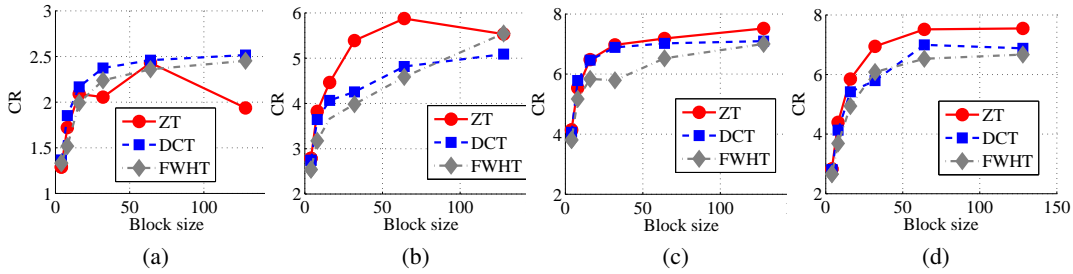 3
2.5
2
1.5
1
CR
ZT
DCT
FWHT
0 50 100
Block size
(a)
6
5
4
3
2
CR
ZT
DCT
FWHT
0 50 100
Block size
(b)
8
6
4
2
CR
ZT
DCT
FWHT
0 50 100
Block size
(c)
8
6
4
2
CR
ZT
DCT
FWHT
0 50 100 150
Block size
(d)